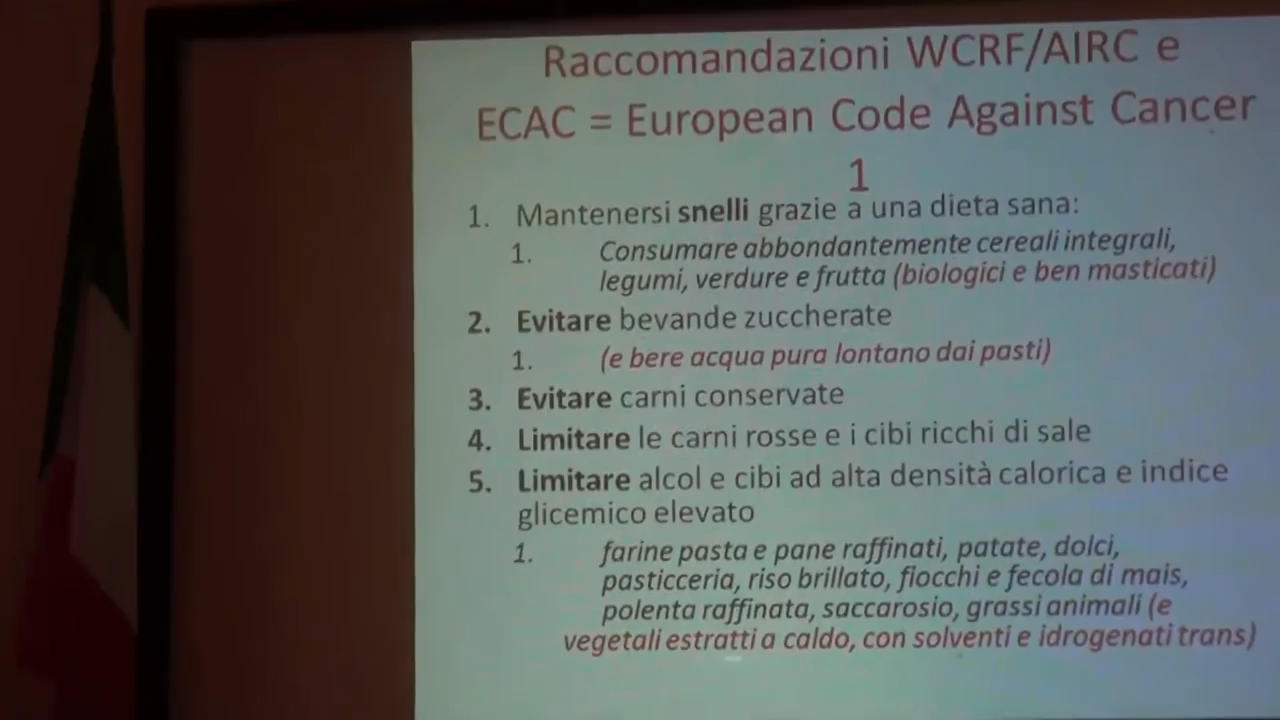 Raccomandazioni WCRF/AIRC e
ECAC = European Code Against Cancer
1
1. Mantenersi snelli grazie a una dieta sana:
1. Consumare abbondantemente cereali integrali,
legumi, verdure e frutta (biologici e ben masticati)
2. Evitare bevande zuccherate
1. (e bere acqua pura lontano dai pasti)
3. Evitare carni conservate
4. Limitare le carni rosse e i cibi ricchi di sale
5. Limitare alcol e cibi ad alta densità calorica e indice
glicemico elevato
1. farine pasta e pane raffinati, patate, dolci,
pasticceria, riso brillato, fiocchi e fecola di mais,
polenta raffinata, saccarosio, grassi animali (e
vegetali estratti a caldo, con solventi e idrogenati trans)